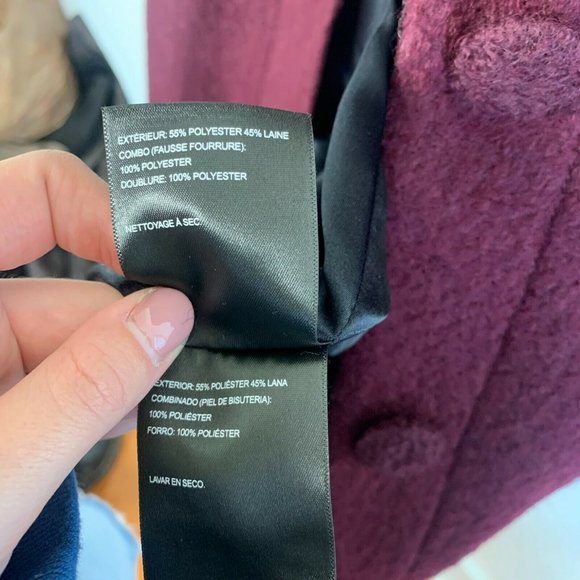 EXTÉRIEUR: 55% POLYESTER 45% LAINE
COMBO (FAUSSE FOURRURE):
100% POLYESTER
DOUBLURE: 100% POLYESTER
NETTOYAGE À SEC.
EXTERIOR: 55% POLIÉSTER 45% LANA
COMBINADO (PIEL DE BISUTERIA):
100% POLIÉSTER
FORRO: 100% POLIÉSTER
LAVAR EN SECO.